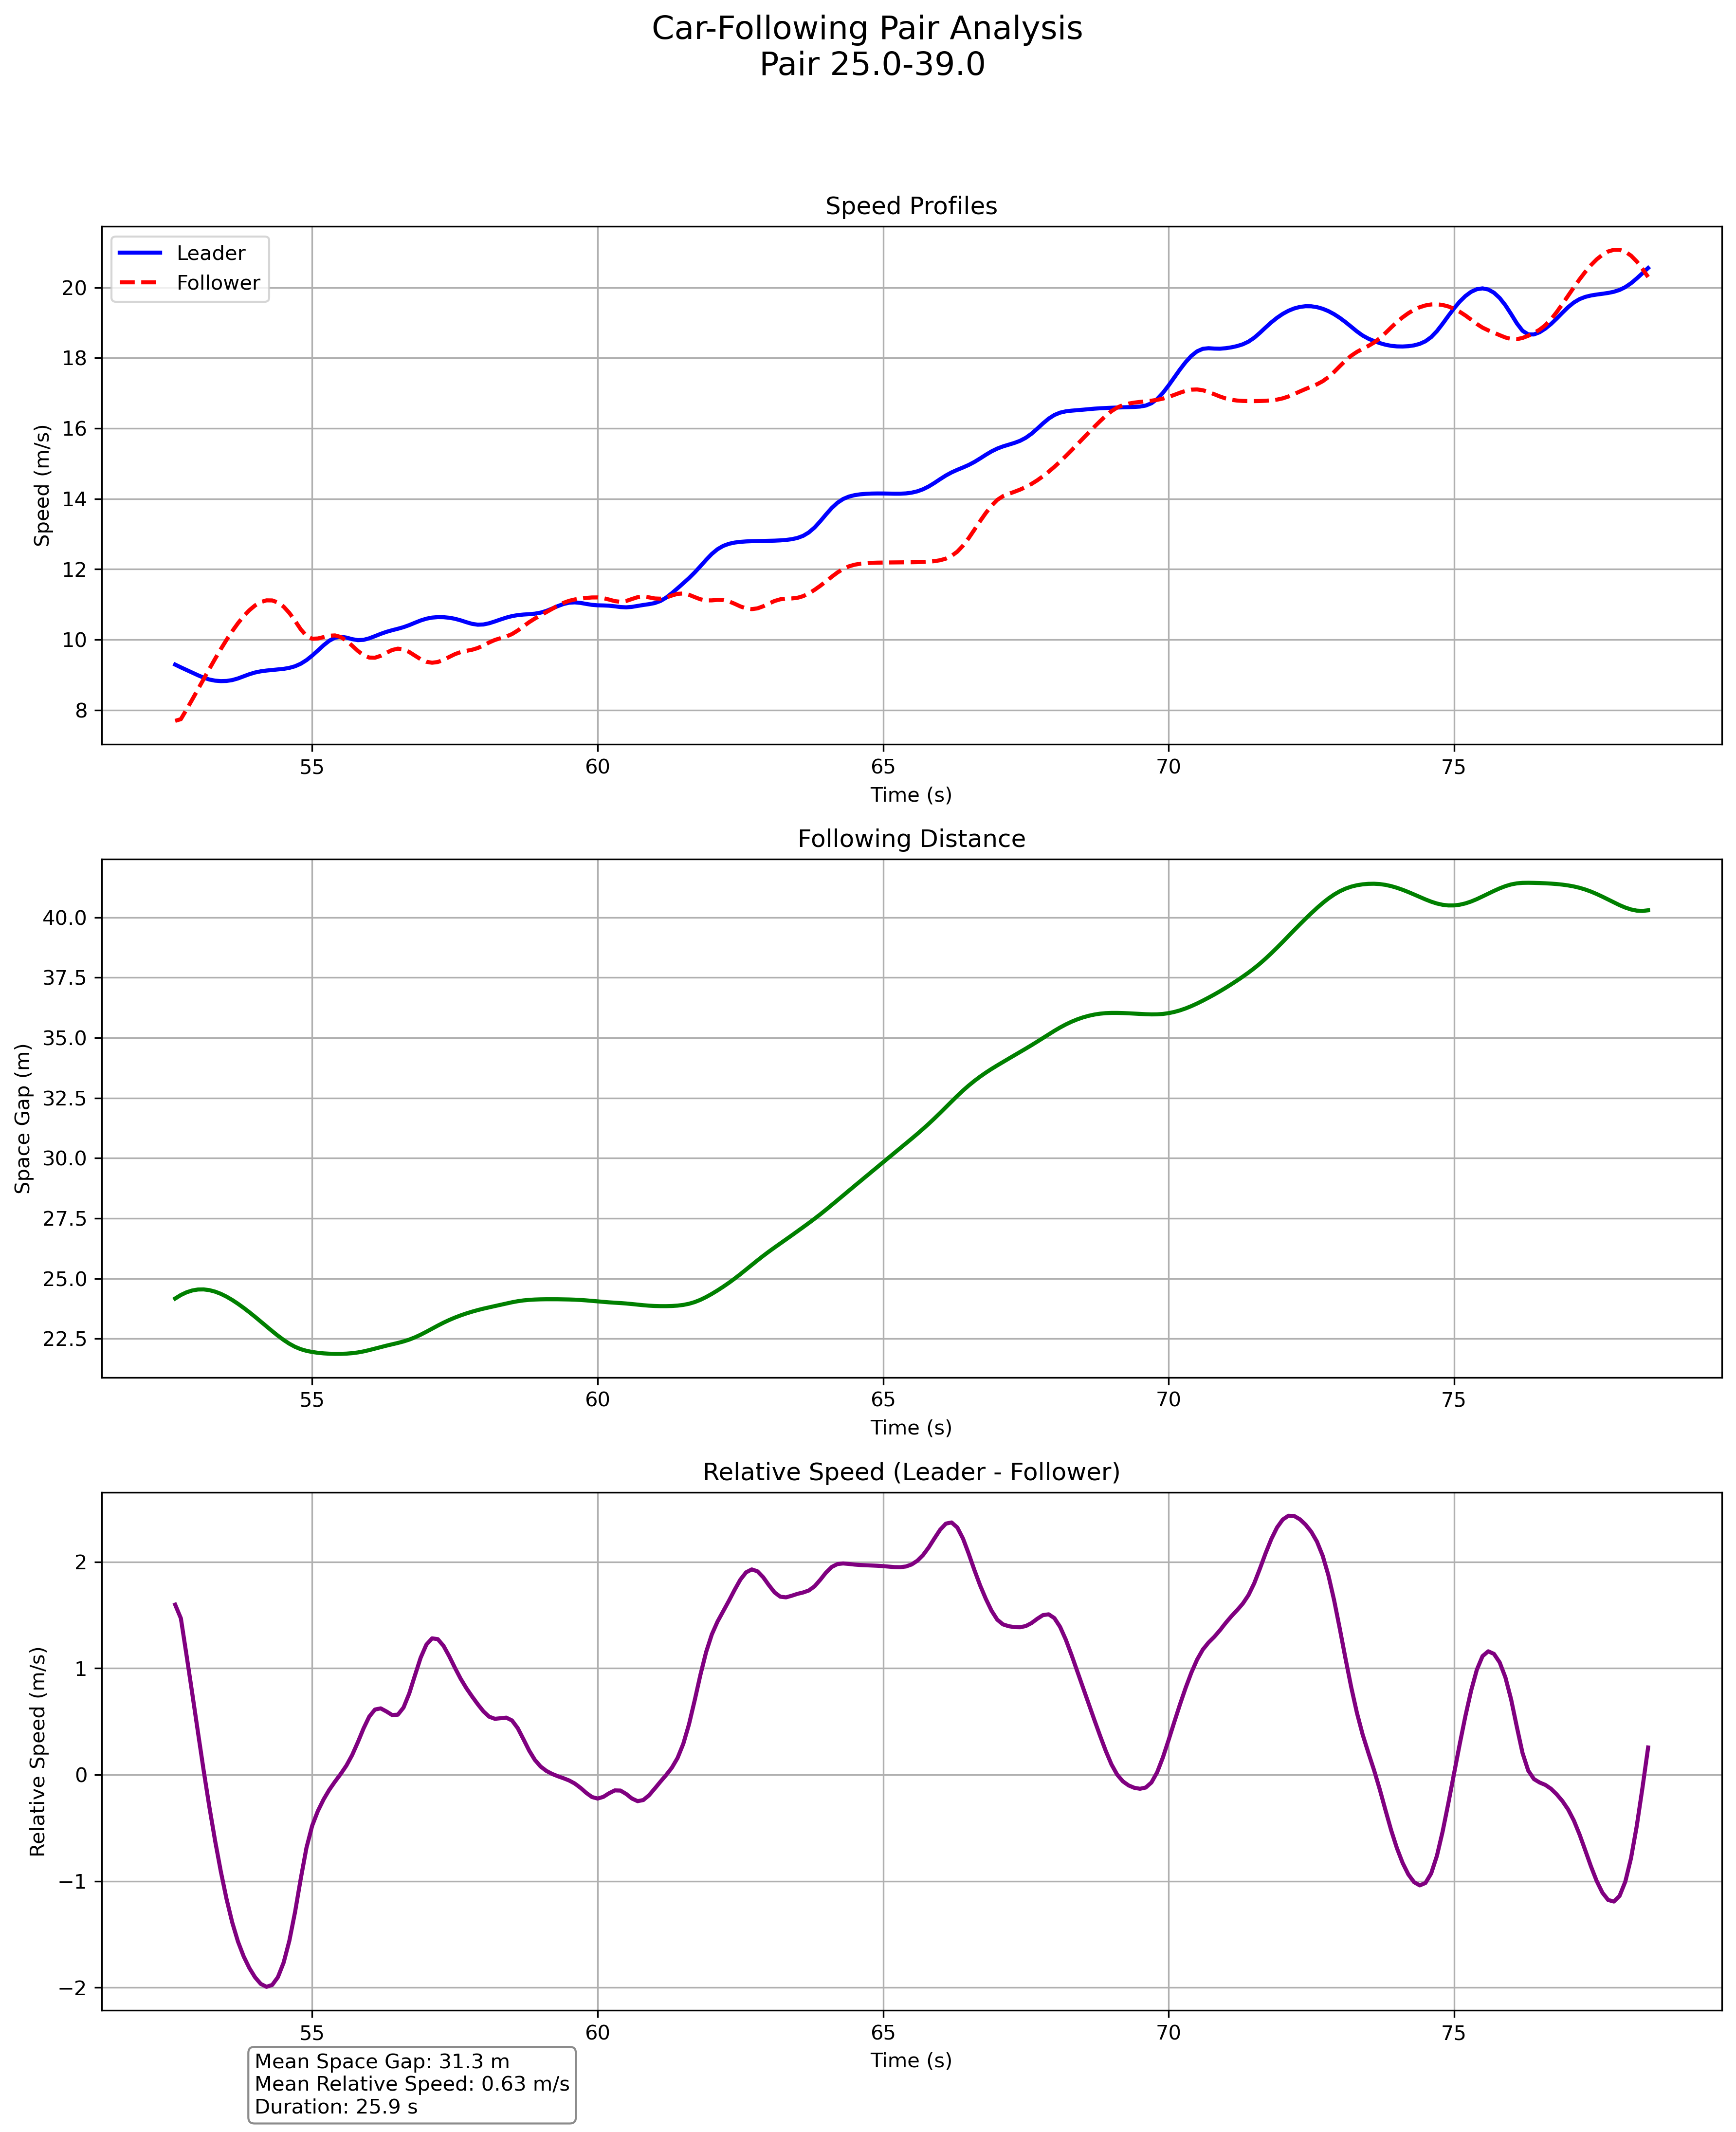 Car-Following Pair Analysis
Pair 25.0-39.0
Speed Profiles
Leader
Follower
Speed (m/s)
20
18
16
14
12
10
8
55 60 65 70 75
Time (s)
Following Distance
Space Gap (m)
40.0
37.5
35.0
32.5
30.0
27.5
25.0
22.5
55 60 65 70 75
Time (s)
Relative Speed (Leader - Follower)
Relative Speed (m/s)
2
1
0
−1
−2
55 60 65 70 75
Time (s)
Mean Space Gap: 31.3 m
Mean Relative Speed: 0.63 m/s
Duration: 25.9 s